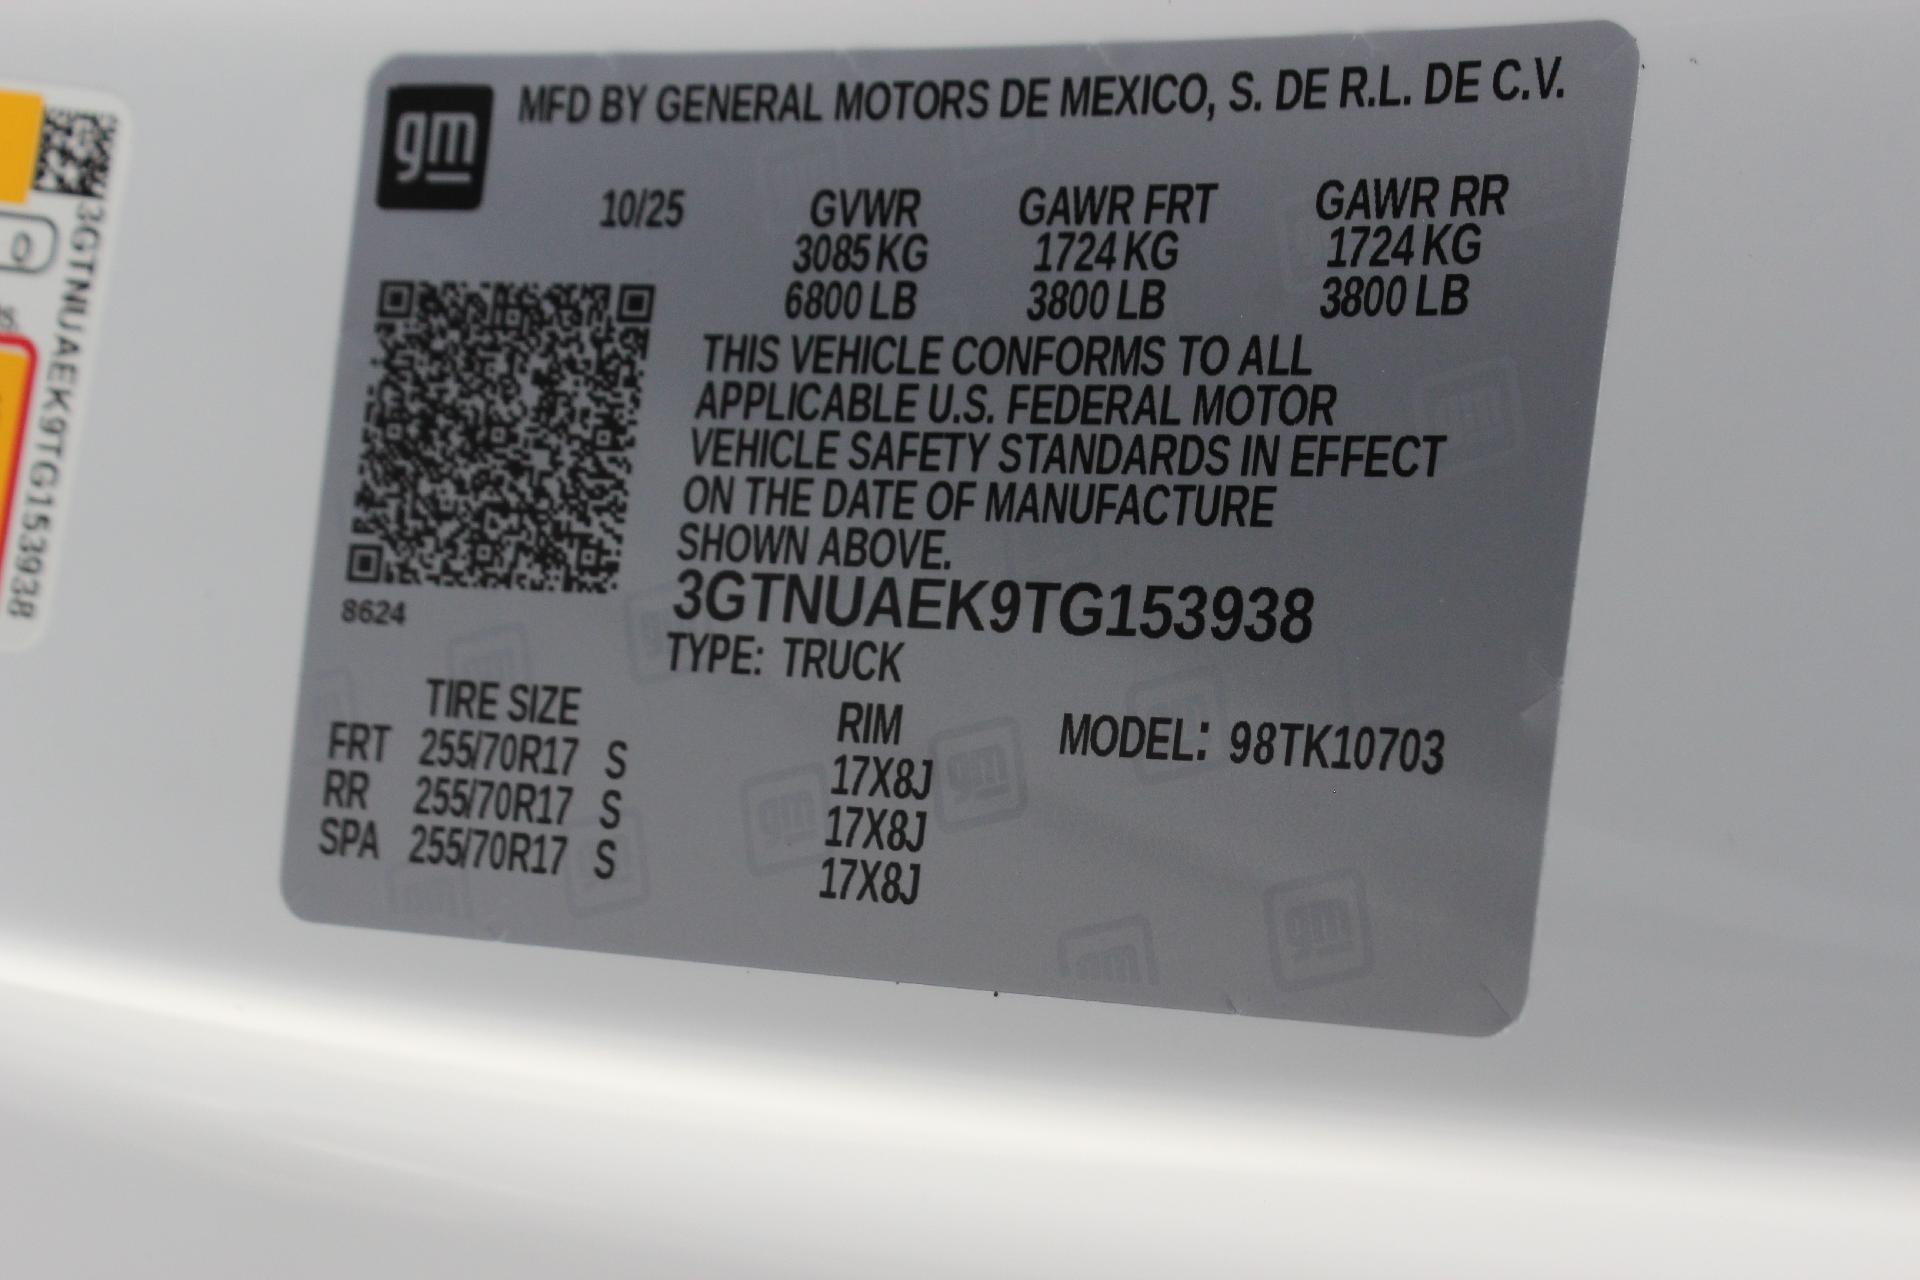 gm
MFD BY GENERAL MOTORS DE MEXICO, S. DE R.L. DE C.V.
10/25 GVWR GAWR FRT GAWR RR
3085 KG 1724 KG 1724 KG
6800 LB 3800 LB 3800 LB
THIS VEHICLE CONFORMS TO ALL
APPLICABLE U.S. FEDERAL MOTOR
VEHICLE SAFETY STANDARDS IN EFFECT
ON THE DATE OF MANUFACTURE
SHOWN ABOVE.
3GTNUAEK9TG153938
8624
TYPE: TRUCK
TIRE SIZE RIM MODEL: 98TK10703
FRT 255/70R17 S 17X8J
RR 255/70R17 S 17X8J
SPA 255/70R17 S 17X8J
3GTNUAEK9TG153938